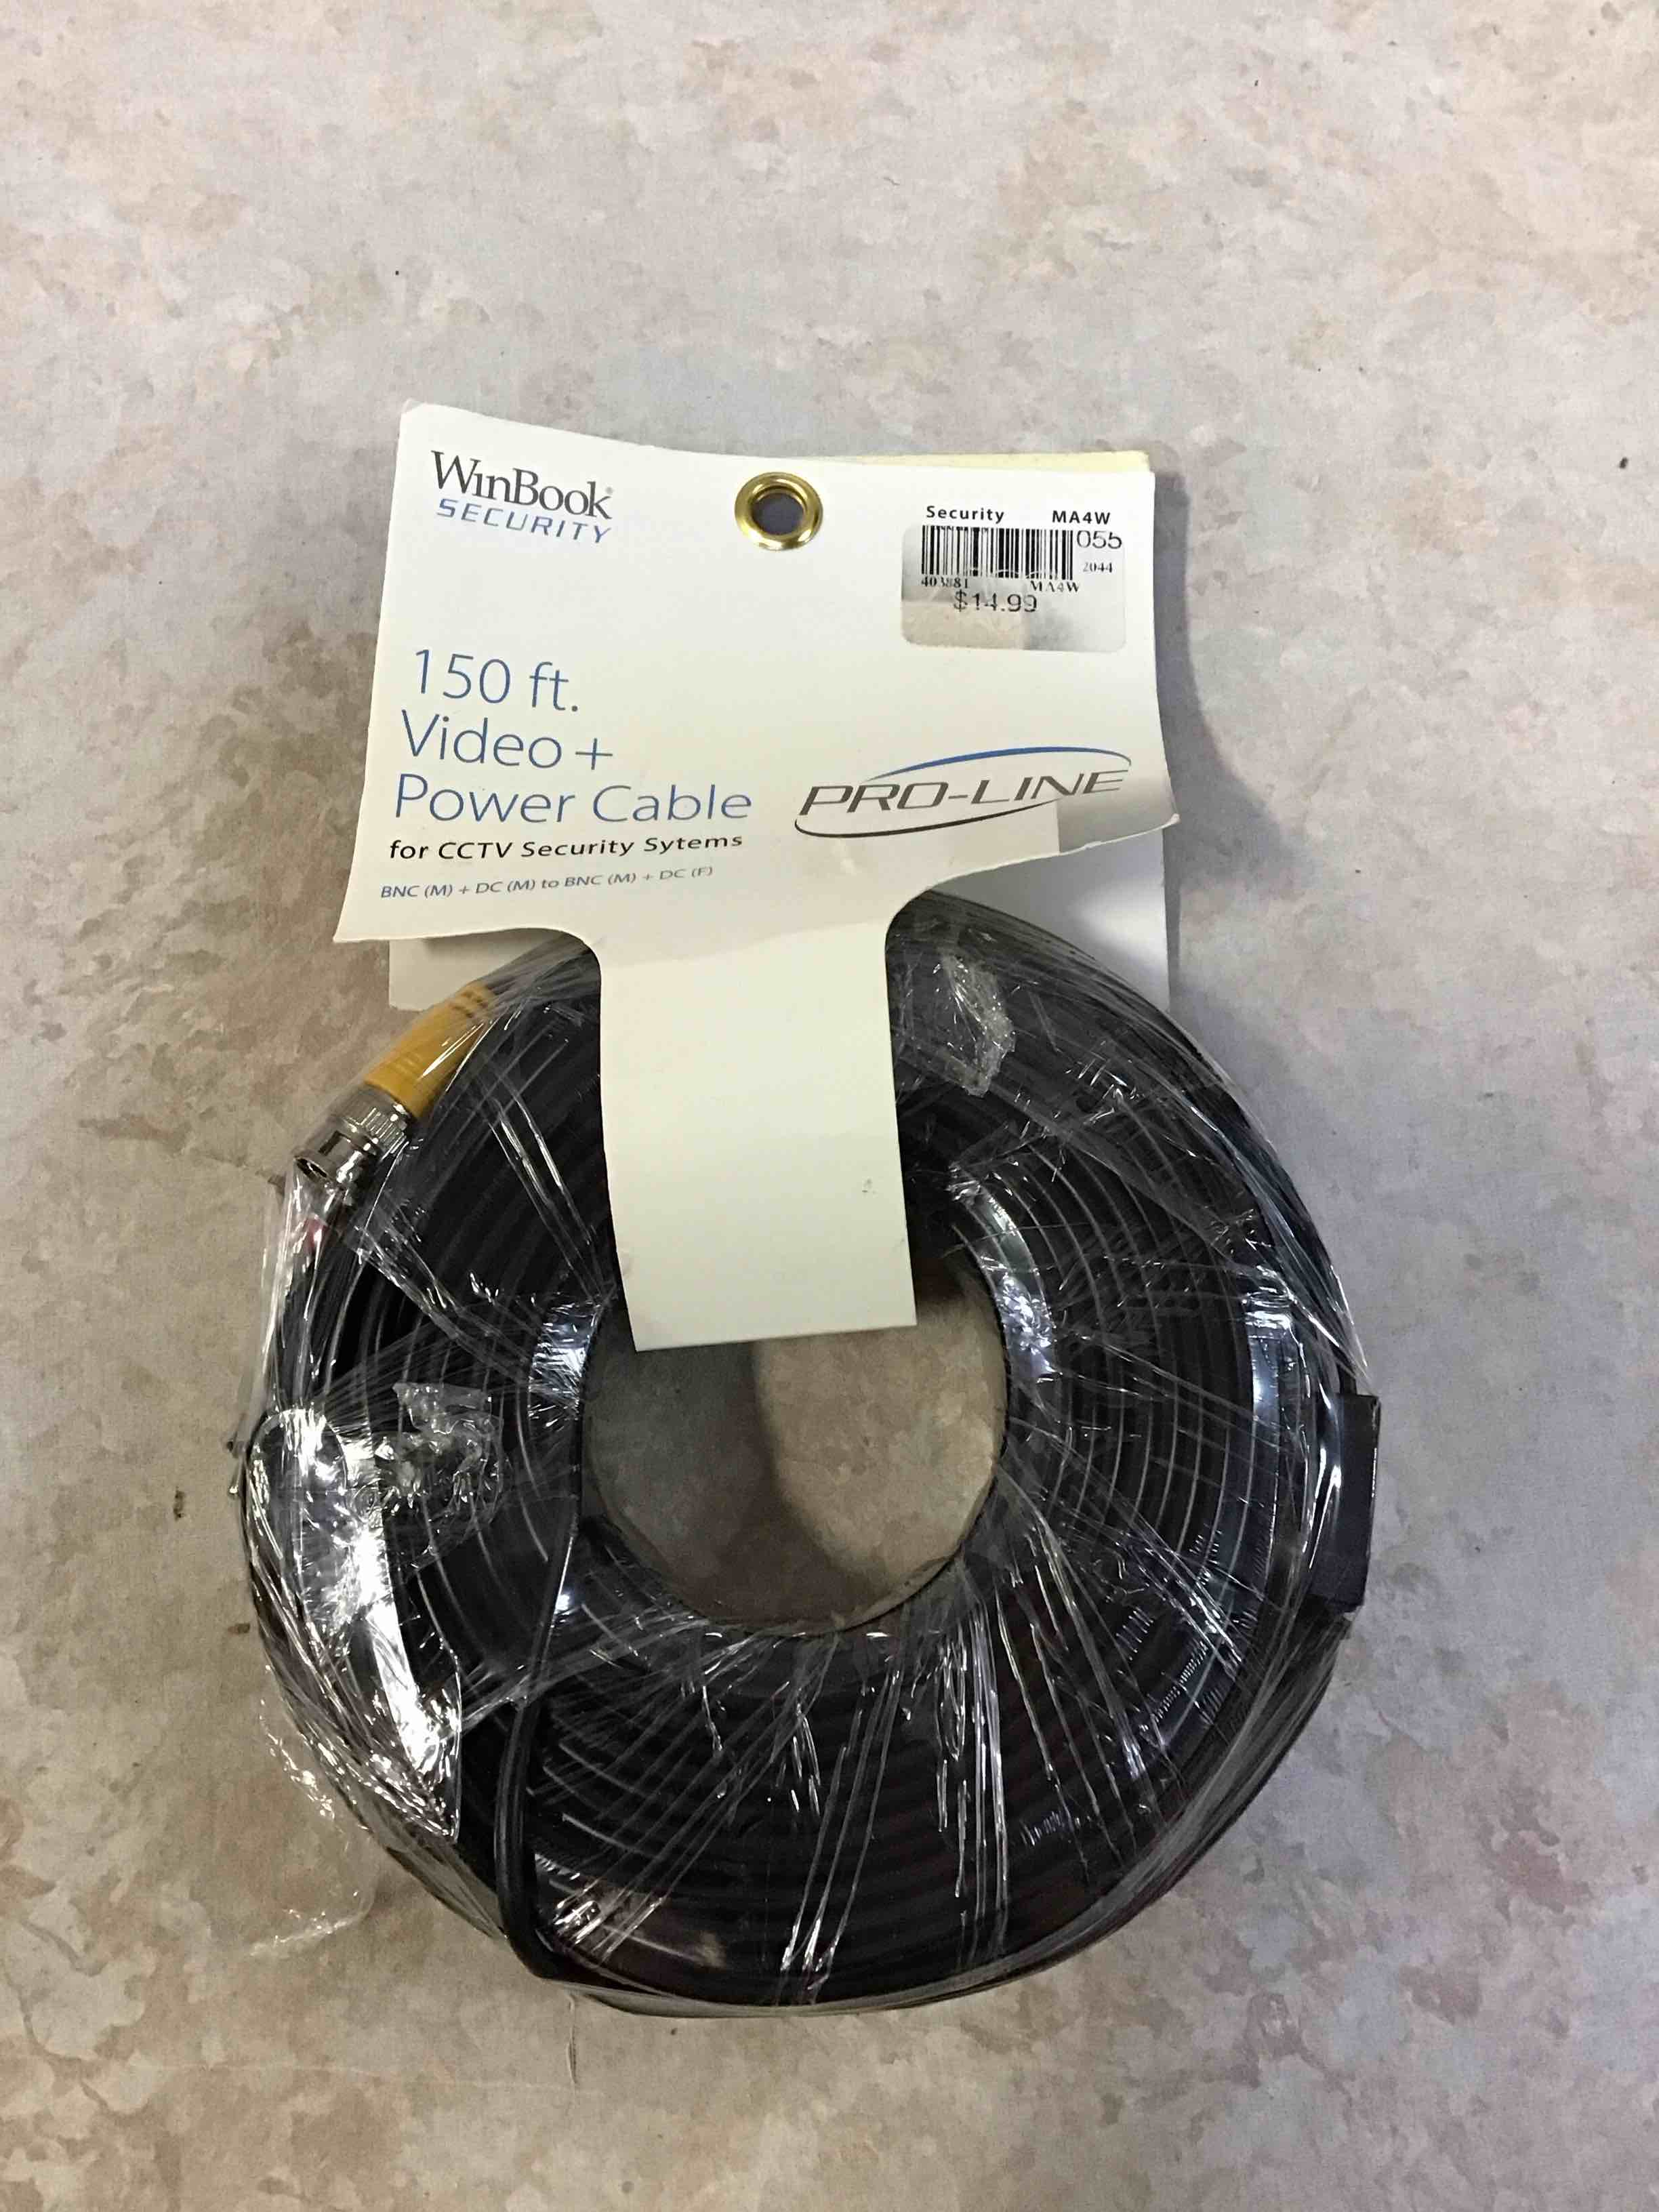 WinBook
SECURITY
Security MA4W
055
2044
403881 MA4W
$14.99
150 ft.
Video +
Power Cable
for CCTV Security Sytems
BNC (M) + DC (M) to BNC (M) + DC (F)
PRO-LINE